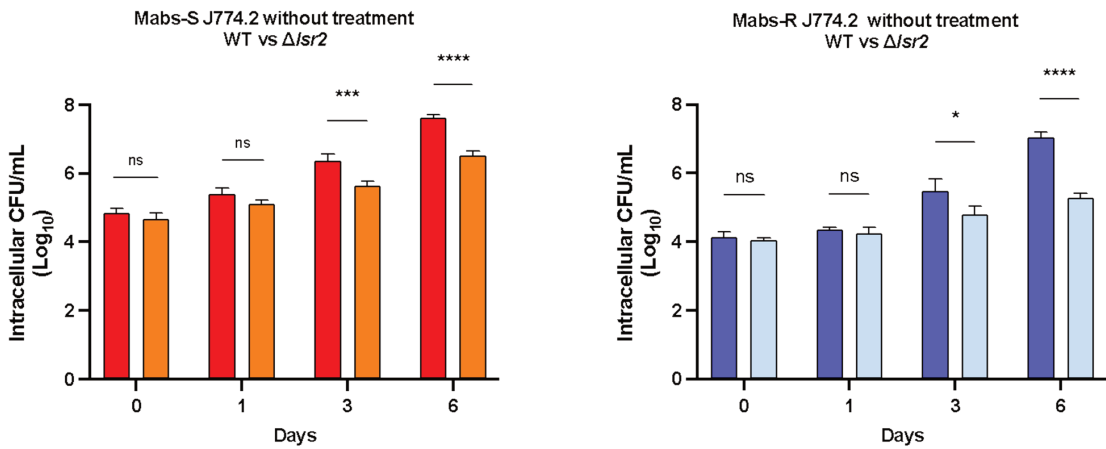 Mabs-S J774.2 without treatment
WT vs Δlsr2
Intracellular CFU/mL
(Log10)
8
6
4
2
0
ns
ns
***
****
0
1
3
6
Days
Mabs-R J774.2 without treatment
WT vs Δlsr2
Intracellular CFU/mL
(Log10)
8
6
4
2
0
ns
ns
*
****
0
1
3
6
Days